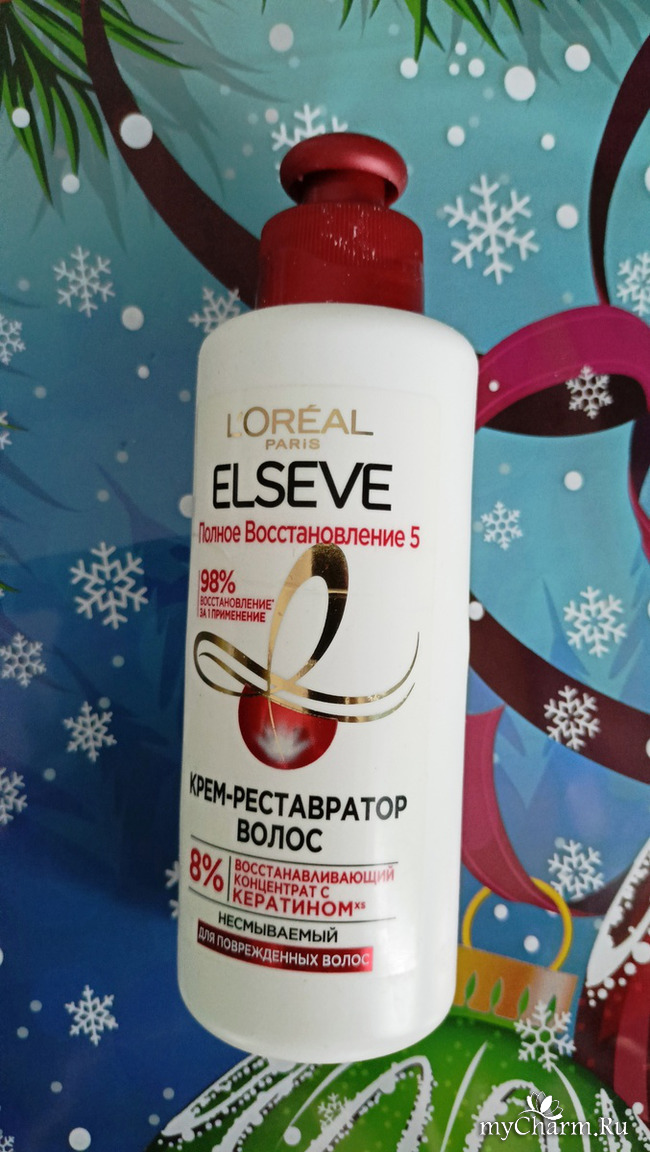 L'ORÉAL
PARIS
ELSEVE
Полное Восстановление 5
98%
ВОССТАНОВЛЕНИЕ*
ЗА 1 ПРИМЕНЕНИЕ
КРЕМ-РЕСТАВРАТОР
ВОЛОС
8%
ВОССТАНАВЛИВАЮЩИЙ
КОНЦЕНТРАТ С
КЕРАТИНОМxs
НЕСМЫВАЕМЫЙ
ДЛЯ ПОВРЕЖДЕННЫХ ВОЛОС
myCharm.Ru